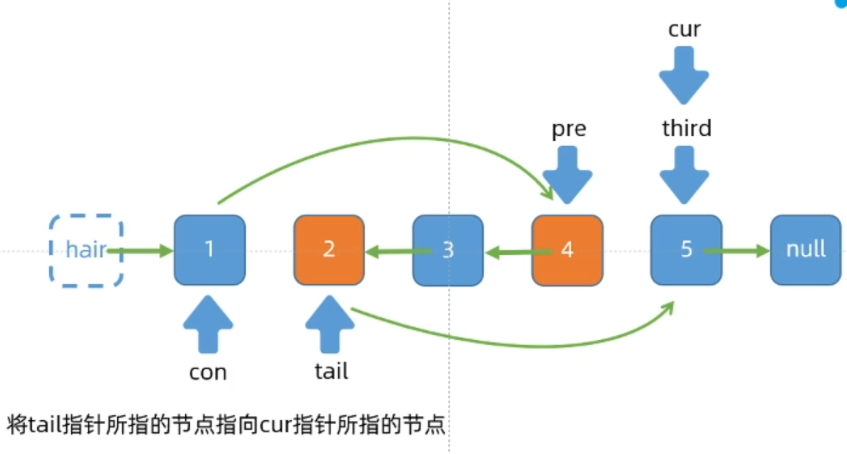 cur
pre
third
hair
1
2
3
4
5
null
con
tail
将tail指针所指的节点指向cur指针所指的节点